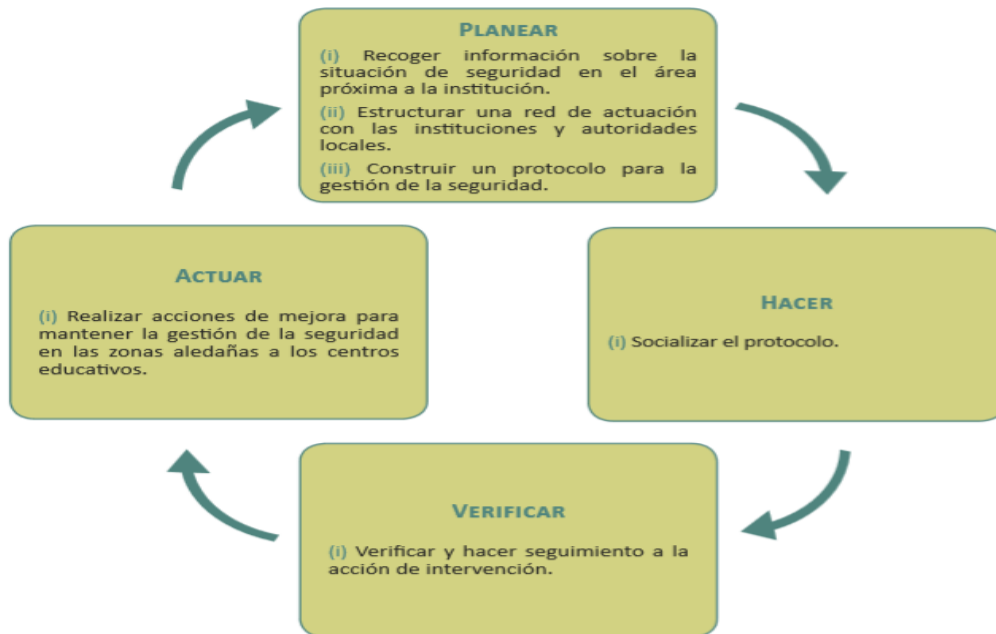 PLANEAR
(i) Recoger información sobre la
situación de seguridad en el área
próxima a la institución.
(ii) Estructurar una red de actuación
con las instituciones y autoridades
locales.
(iii) Construir un protocolo para la
gestión de la seguridad.
ACTUAR
(i) Realizar acciones de mejora para
mantener la gestión de la seguridad
en las zonas aledañas a los centros
educativos.
HACER
(i) Socializar el protocolo.
VERIFICAR
(i) Verificar y hacer seguimiento a la
acción de intervención.